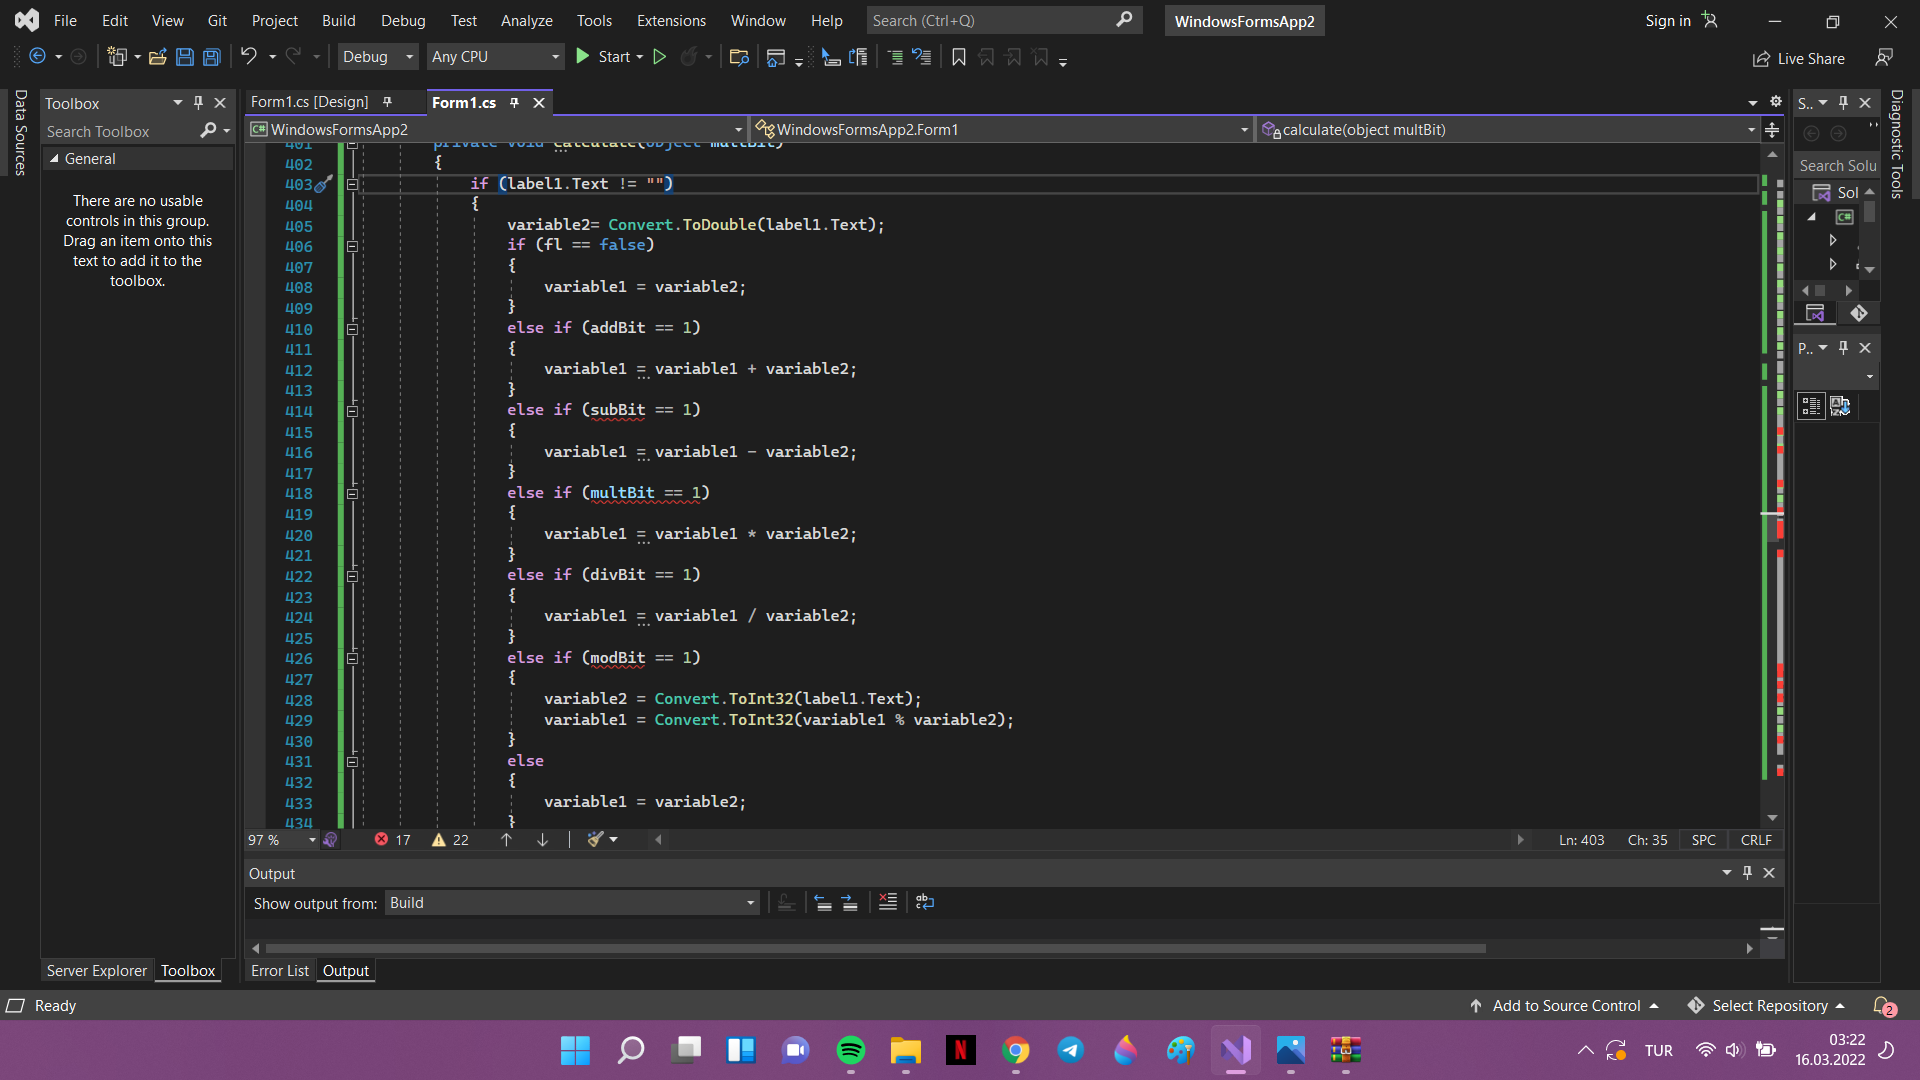 File Edit View Git Project Build Debug Test Analyze Tools Extensions Window Help Search (Ctrl+Q) WindowsFormsApp2 Sign in
Debug Any CPU Start Live Share
Data Sources
Toolbox
Search Toolbox
General
There are no usable
controls in this group.
Drag an item onto this
text to add it to the
toolbox.
Server Explorer Toolbox
Form1.cs [Design] Form1.cs
WindowsFormsApp2 WindowsFormsApp2.Form1 calculate(object multBit)
401 private void calculate(object multBit)
402 {
403 if (label1.Text != "")
404 {
405 variable2= Convert.ToDouble(label1.Text);
406 if (fl == false)
407 {
408 variable1 = variable2;
409 }
410 else if (addBit == 1)
411 {
412 variable1 = variable1 + variable2;
413 }
414 else if (subBit == 1)
415 {
416 variable1 = variable1 - variable2;
417 }
418 else if (multBit == 1)
419 {
420 variable1 = variable1 * variable2;
421 }
422 else if (divBit == 1)
423 {
424 variable1 = variable1 / variable2;
425 }
426 else if (modBit == 1)
427 {
428 variable2 = Convert.ToInt32(label1.Text);
429 variable1 = Convert.ToInt32(variable1 % variable2);
430 }
431 else
432 {
433 variable1 = variable2;
434 }
97 % 17 22 Ln: 403 Ch: 35 SPC CRLF
Output
Show output from: Build
Error List Output
S..
Search Solu
Sol
P..
Diagnostic Tools
Ready Add to Source Control Select Repository 2
TUR 03:22
16.03.2022